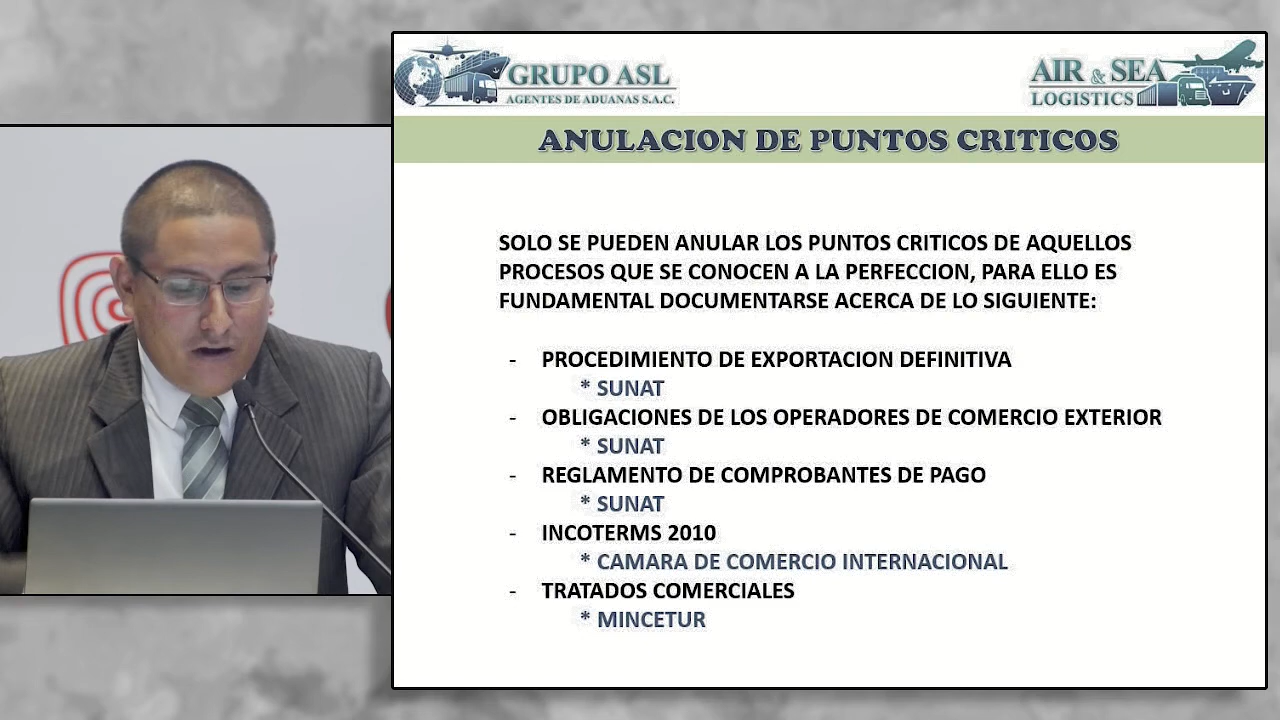 GRUPO ASL
AGENTES DE ADUANAS S.A.C.
AIR & SEA
LOGISTICS
ANULACION DE PUNTOS CRITICOS
SOLO SE PUEDEN ANULAR LOS PUNTOS CRITICOS DE AQUELLOS
PROCESOS QUE SE CONOCEN A LA PERFECCION, PARA ELLO ES
FUNDAMENTAL DOCUMENTARSE ACERCA DE LO SIGUIENTE:
- PROCEDIMIENTO DE EXPORTACION DEFINITIVA
* SUNAT
- OBLIGACIONES DE LOS OPERADORES DE COMERCIO EXTERIOR
* SUNAT
- REGLAMENTO DE COMPROBANTES DE PAGO
* SUNAT
- INCOTERMS 2010
* CAMARA DE COMERCIO INTERNACIONAL
- TRATADOS COMERCIALES
* MINCETUR